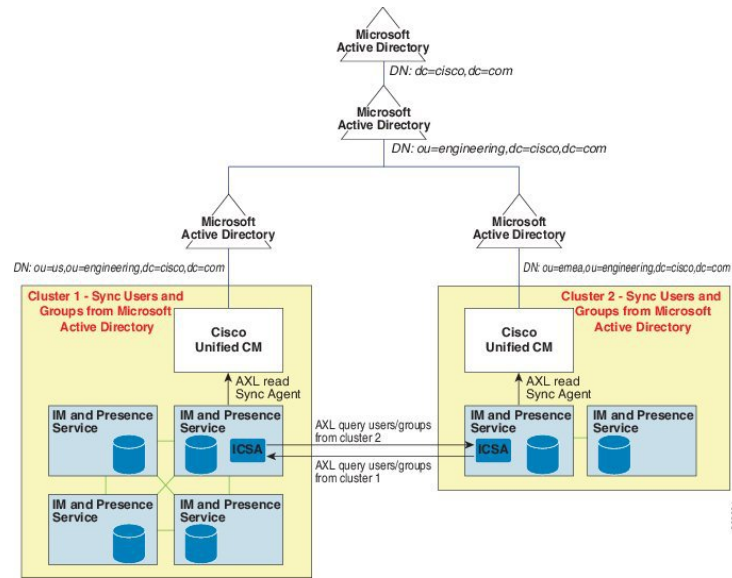 Microsoft
Active Directory
DN: dc=cisco,dc=com
Microsoft
Active Directory
DN: ou=engineering,dc=cisco,dc=com
Microsoft
Active Directory
Microsoft
Active Directory
DN: ou=us,ou=engineering,dc=cisco,dc=com
DN: ou=emea,ou=engineering,dc=cisco,dc=com
Cluster 1 - Sync Users and
Groups from Microsoft
Active Directory
Cisco
Unified CM
AXL read
Sync Agent
IM and Presence
Service
IM and Presence
Service
ICSA
IM and Presence
Service
IM and Presence
Service
AXL query users/groups
from cluster 2
AXL query users/groups
from cluster 1
Cluster 2 - Sync Users and
Groups from Microsoft
Active Directory
Cisco
Unified CM
AXL read
Sync Agent
IM and Presence
Service
ICSA
IM and Presence
Service